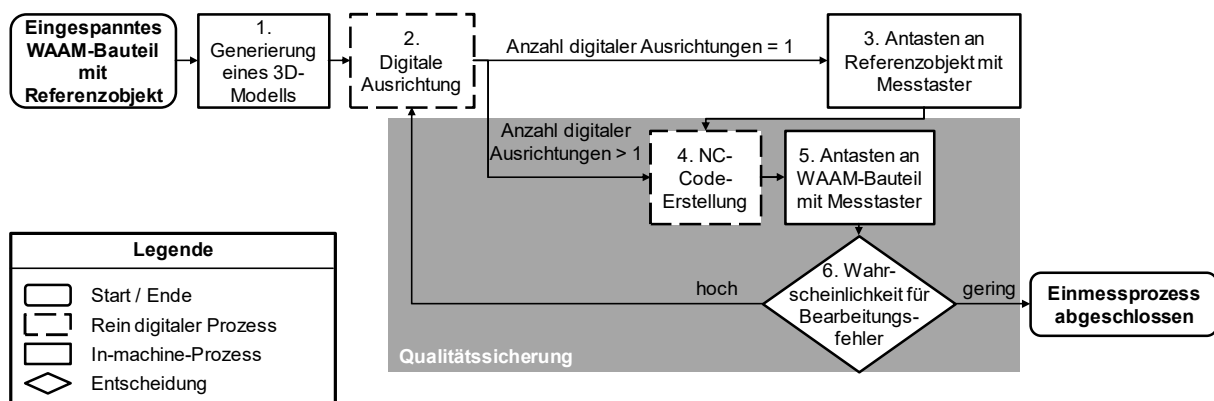 Eingespanntes
WAAM-Bauteil
mit
Referenzobjekt
1.
Generierung
eines 3D-
Modells
2.
Digitale
Ausrichtung
Anzahl digitaler Ausrichtungen = 1
3. Antasten an
Referenzobjekt mit
Messtaster
Anzahl digitaler
Ausrichtungen > 1
4. NC-
Code-
Erstellung
5. Antasten an
WAAM-Bauteil
mit Messtaster
6. Wahr-
scheinlichkeit für
Bearbeitungs-
fehler
hoch
gering
Einmessprozess
abgeschlossen
Qualitätssicherung
Legende
Start / Ende
Rein digitaler Prozess
In-machine-Prozess
Entscheidung